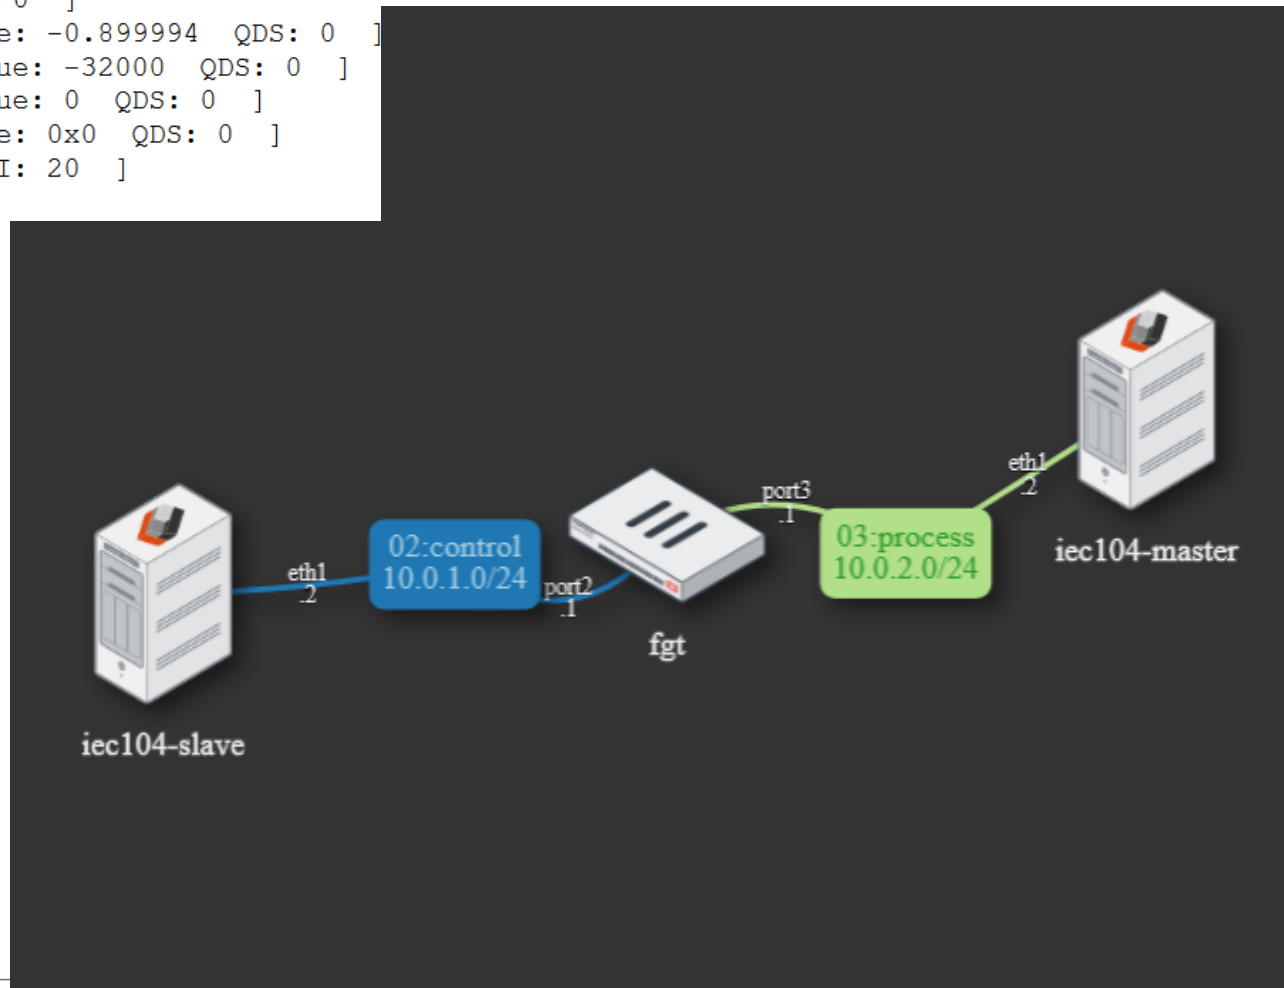 0 ]
e: -0.899994 QDS: 0 ]
ue: -32000 QDS: 0 ]
ue: 0 QDS: 0 ]
e: 0x0 QDS: 0 ]
I: 20 ]
eth1
.2
iec104-master
port3
.1
03:process
10.0.2.0/24
02:control
10.0.1.0/24
eth1
.2
port2
.1
fgt
iec104-slave